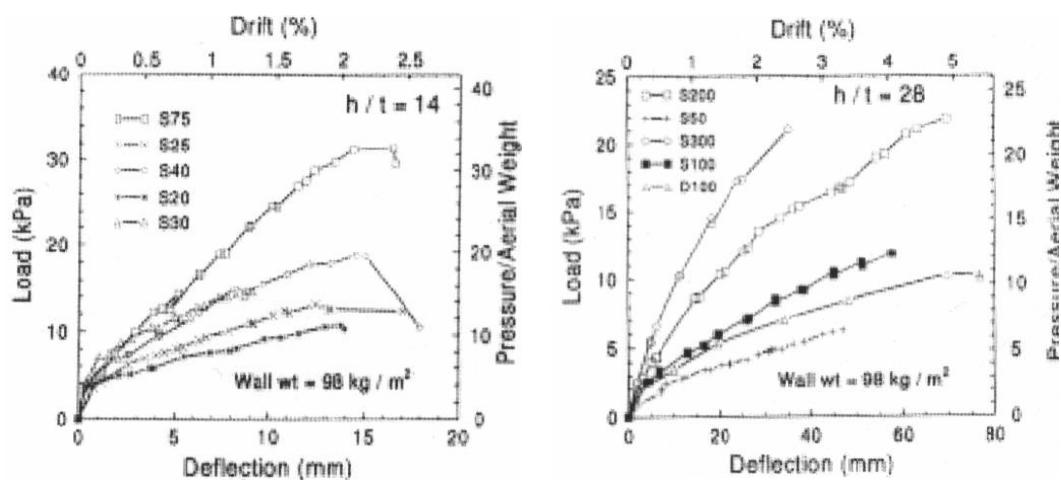 Drift (%)
0 0.5 1 1.5 2 2.5
40
30
20
10
0
Load (kPa)
h / t = 14
S75
S25
S40
S20
S30
Wall wt = 98 kg / m²
40
30
20
10
0
Pressure/Aerial Weight
0 5 10 15 20
Deflection (mm)
Drift (%)
0 1 2 3 4 5
25
20
15
10
5
0
Load (kPa)
h / t = 28
S200
S50
S300
S100
D100
Wall wt = 98 kg / m²
25
20
15
10
5
0
Pressure/Aerial Weight
0 20 40 60 80
Deflection (mm)